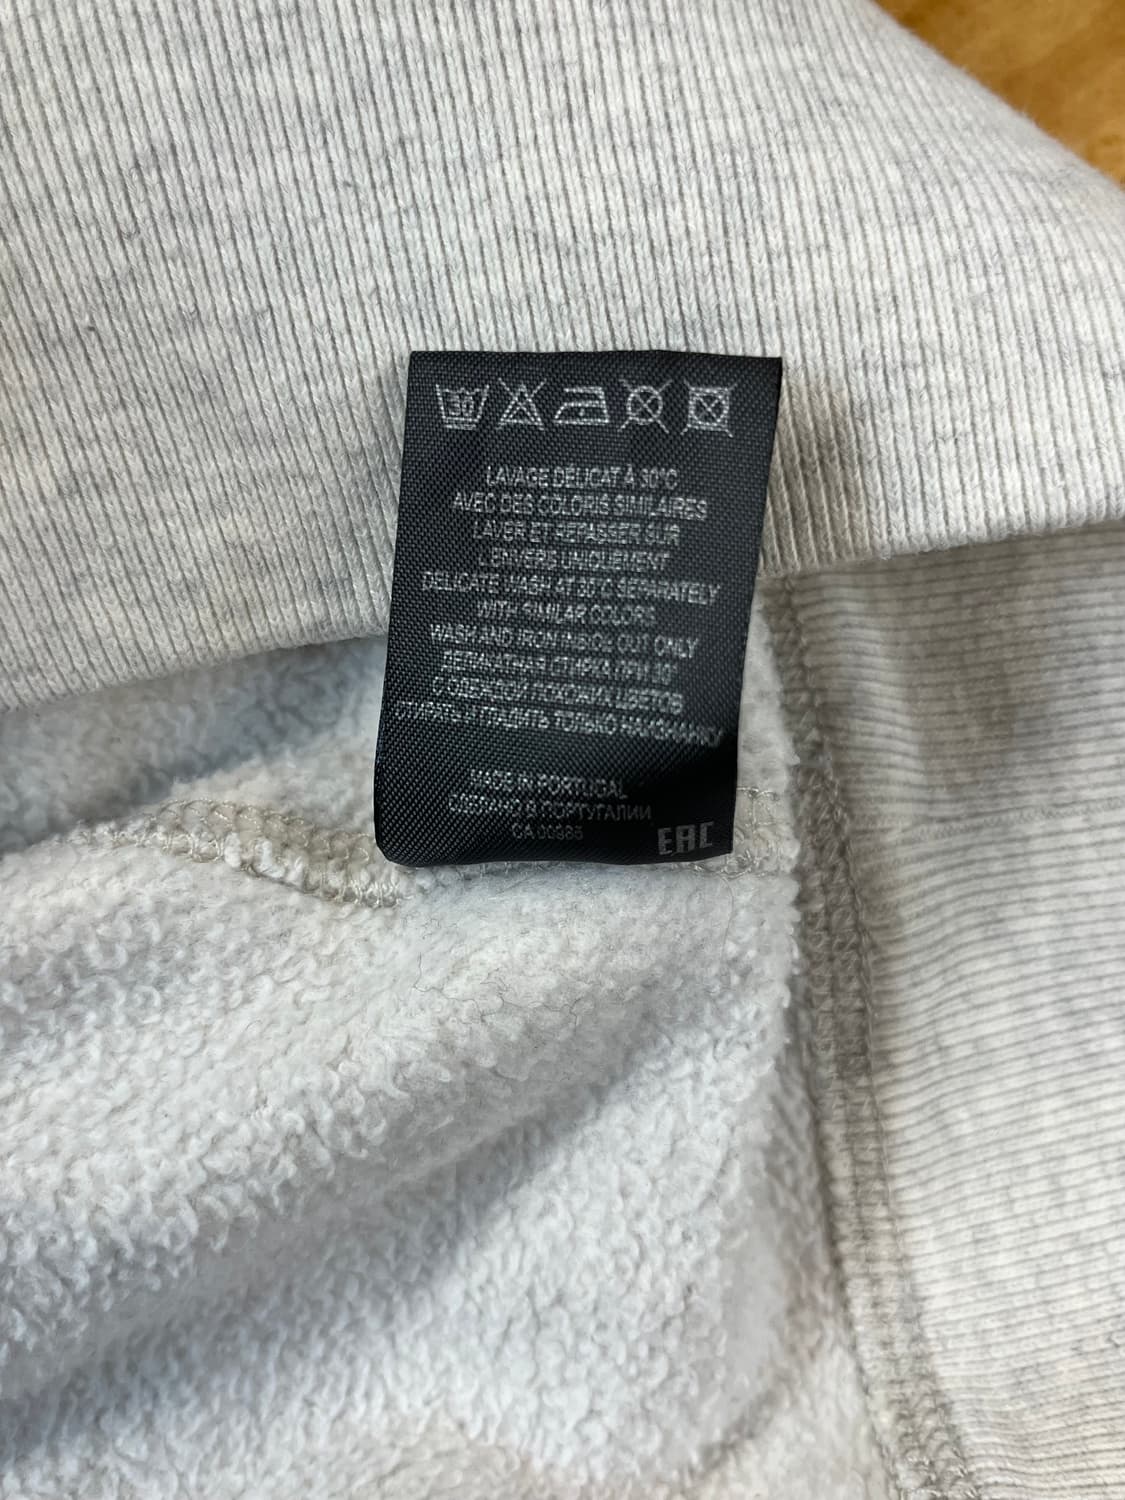 30
LAVAGE DÉLICAT À 30°C
AVEC DES COLORIS SIMILAIRES
LAVER ET REPASSER SUR
L'ENVERS UNIQUEMENT
DELICATE WASH AT 30°C SEPARATELY
WITH SIMILAR COLORS
WASH AND IRON INSIDE OUT ONLY
ДЕЛИКАТНАЯ СТИРКА ПРИ 30°
С ОДЕЖДОЙ ПОХОЖИХ ЦВЕТОВ
СТИРАТЬ И ГЛАДИТЬ ТОЛЬКО НАИЗНАНКУ
MADE IN PORTUGAL
СДЕЛАНО В ПОРТУГАЛИИ
CA
EAC